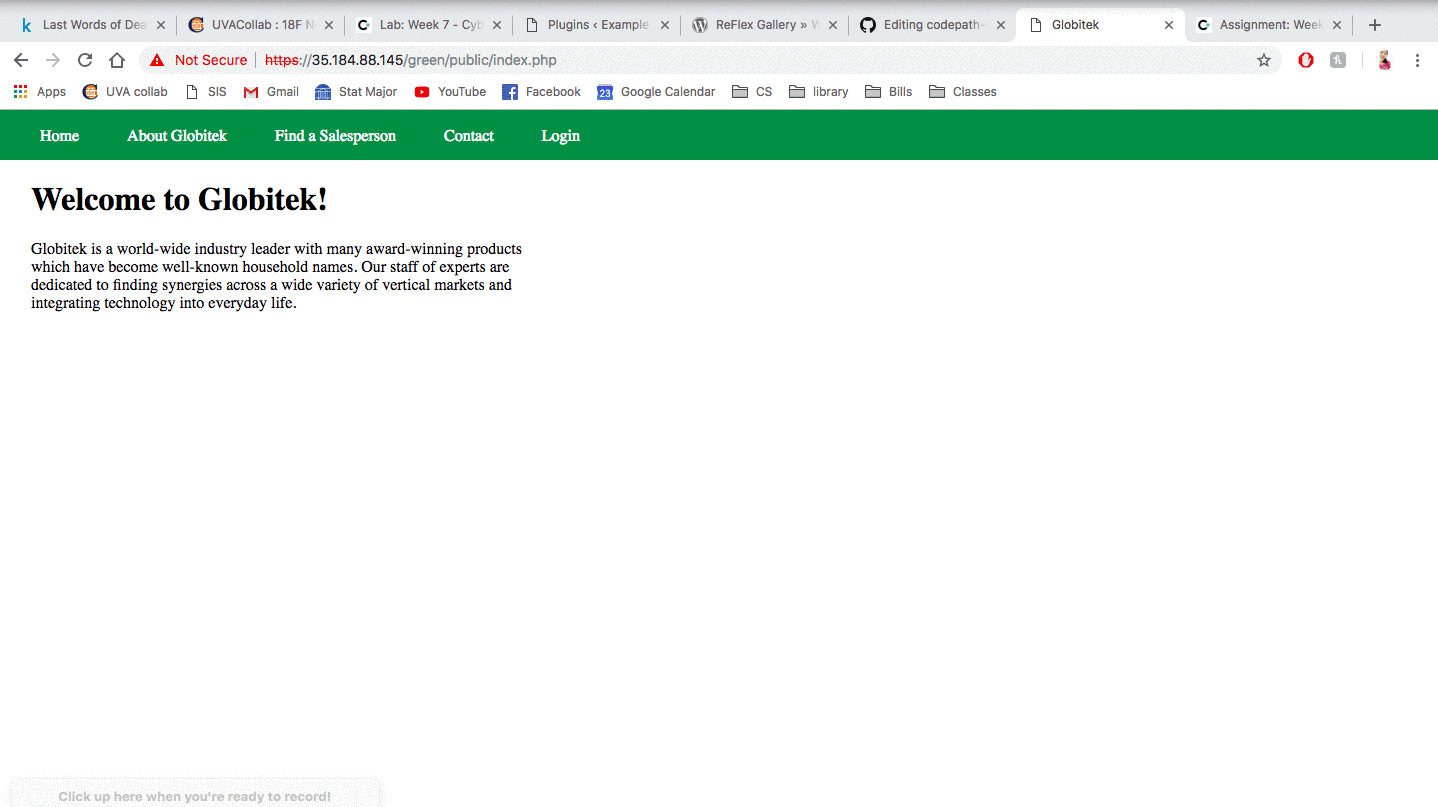 k Last Words of Dea
UVACollab : 18F N
Lab: Week 7 - Cyb
Plugins ‹ Example
ReFlex Gallery » W
Editing codepath-
Globitek
Assignment: Week
Not Secure https://35.184.88.145/green/public/index.php
Apps UVA collab SIS Gmail Stat Major YouTube Facebook 23 Google Calendar CS library Bills Classes
Home About Globitek Find a Salesperson Contact Login
Welcome to Globitek!
Globitek is a world-wide industry leader with many award-winning products
which have become well-known household names. Our staff of experts are
dedicated to finding synergies across a wide variety of vertical markets and
integrating technology into everyday life.
Click up here when you're ready to record!